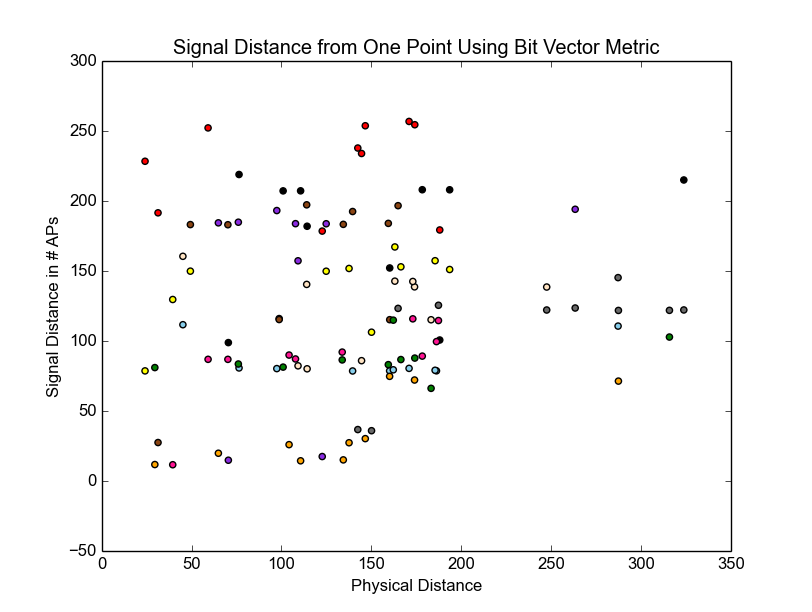 Signal Distance from One Point Using Bit Vector Metric
300
250
200
150
100
50
0
−50
Signal Distance in # APs
0 50 100 150 200 250 300 350
Physical Distance